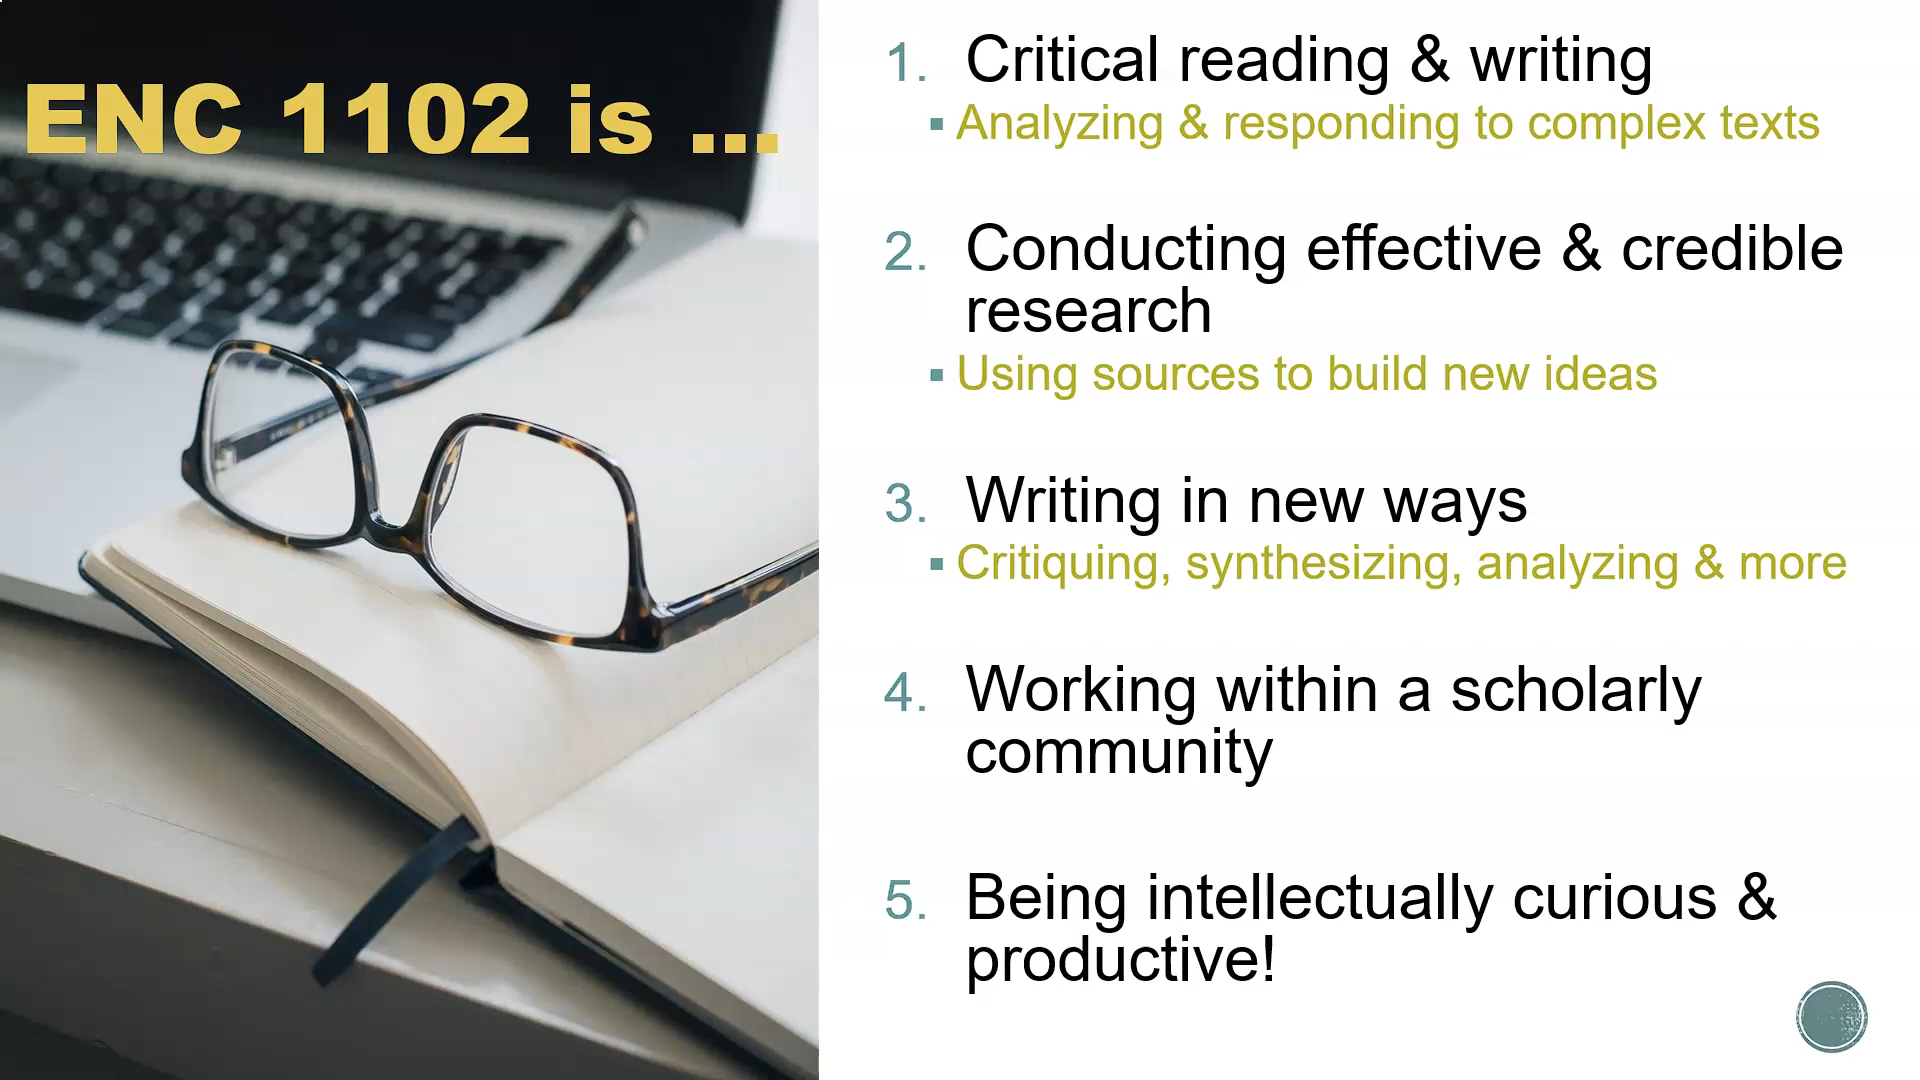 ENC 1102 is ...
1. Critical reading & writing
▪ Analyzing & responding to complex texts
2. Conducting effective & credible
research
▪ Using sources to build new ideas
3. Writing in new ways
▪ Critiquing, synthesizing, analyzing & more
4. Working within a scholarly
community
5. Being intellectually curious &
productive!